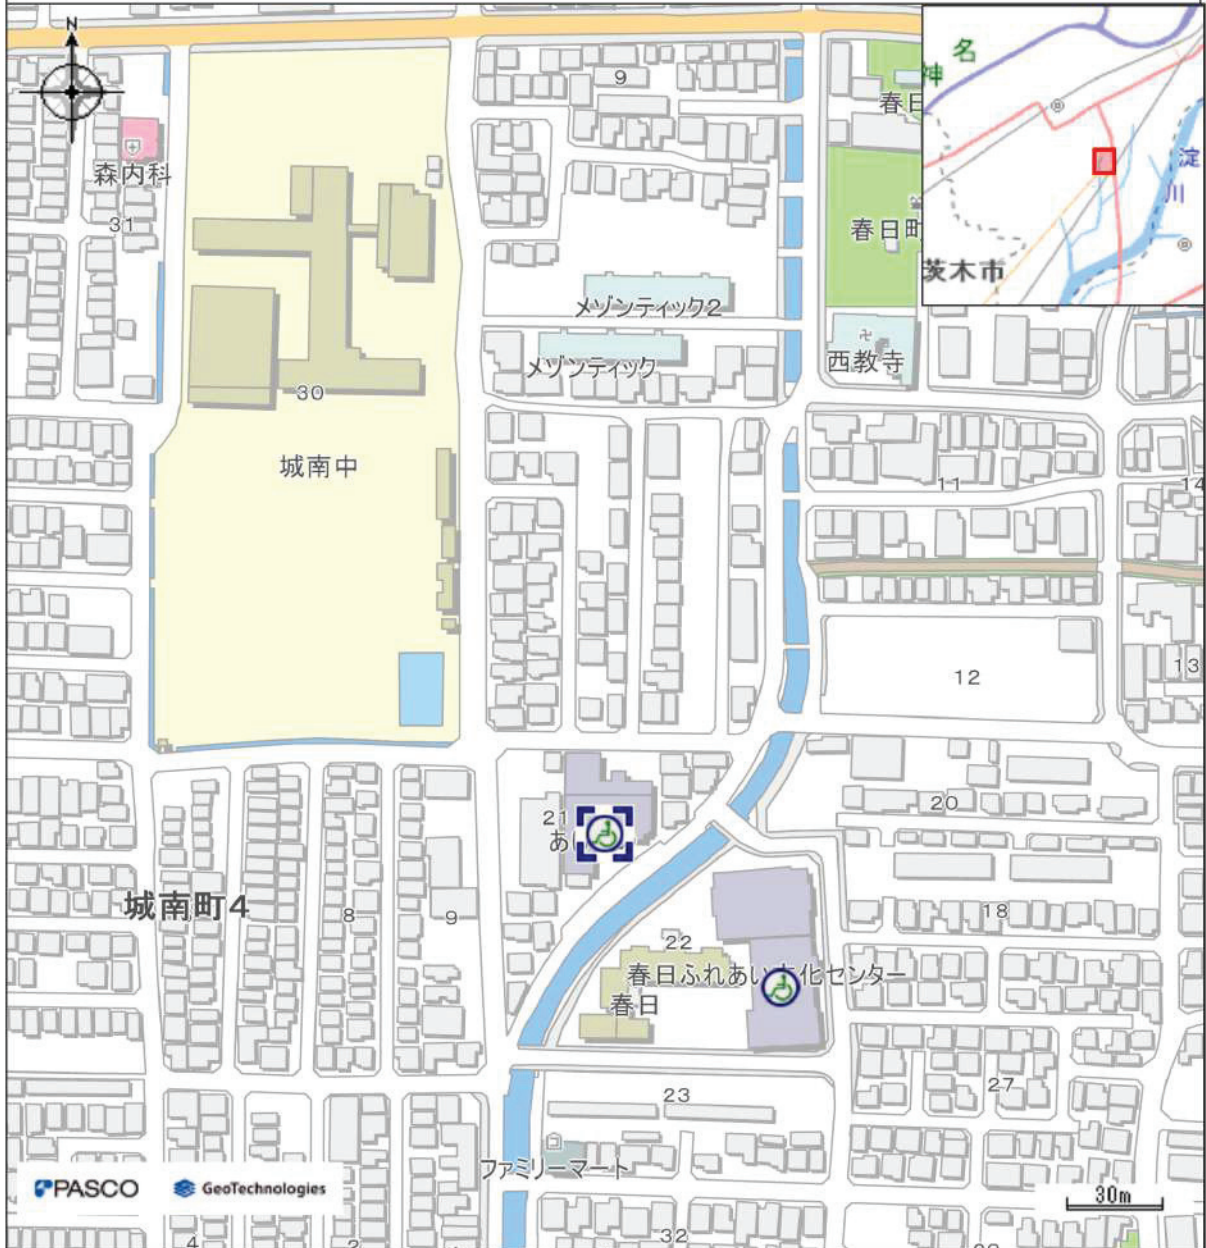 N
9
春日
森内科
31
春日町
メゾンティック2
メゾンティック
西教寺
30
城南中
11
14
12
13
21
あい
20
城南町4
8
9
18
22
春日ふれあい文化センター
春日
23
27
ファミリーマート
PASCO
GeoTechnologies
30m
4
2
32
名
神
淀
川
茨木市